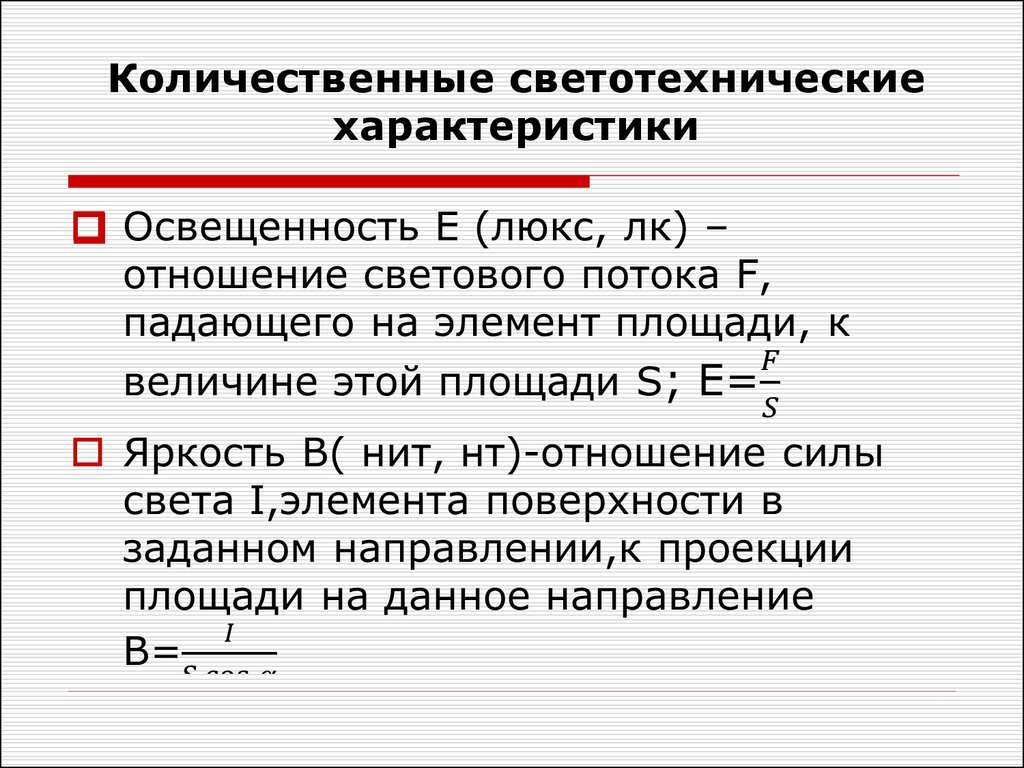 Количественные светотехнические
характеристики
Освещенность Е (люкс, лк) –
отношение светового потока F,
падающего на элемент площади, к
величине этой площади S; E=F/S
Яркость В( нит, нт)-отношение силы
света I,элемента поверхности в
заданном направлении,к проекции
площади на данное направление
B=I/S cos α